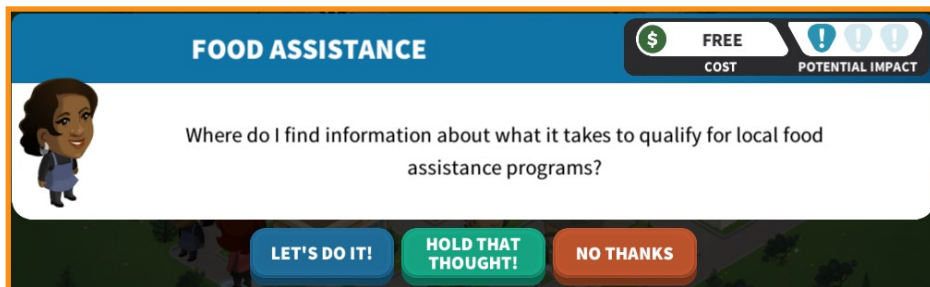 FOOD ASSISTANCE
$ FREE
COST
! ! !
POTENTIAL IMPACT
Where do I find information about what it takes to qualify for local food
assistance programs?
LET'S DO IT!
HOLD THAT
THOUGHT!
NO THANKS